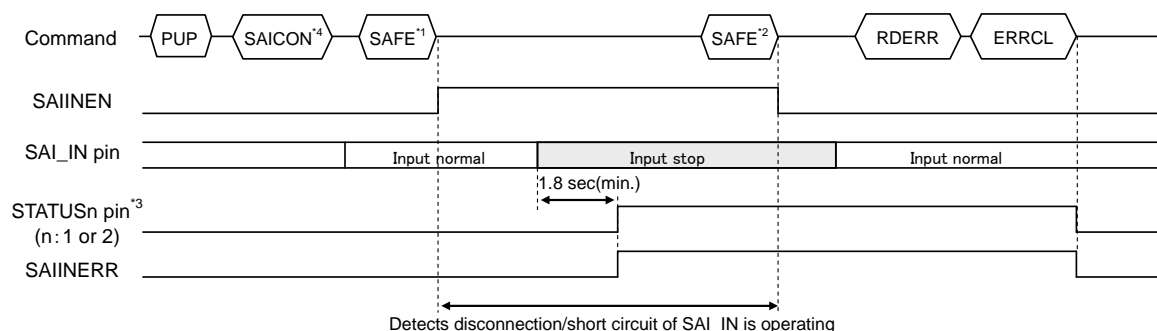 Command PUP SAICON*4 SAFE*1 SAFE*2 RDERR ERRCL
SAIINEN
SAI_IN pin Input normal Input stop Input normal
1.8 sec(min.)
STATUSn pin*3
(n:1 or 2)
SAIINERR
Detects disconnection/short circuit of SAI_IN is operating